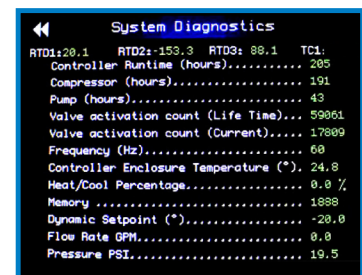 System Diagnostics
RTD1:20.1 RTD2:-153.3 RTD3: 88.1 TC1:
Controller Runtime (hours)........... 205
Compressor (hours)................... 191
Pump (hours)......................... 43
Valve activation count (Life Time)... 59061
Valve activation count (Current)..... 17809
Frequency (Hz)....................... 60
Controller Enclosure Temperature (°). 24.8
Heat/Cool Percentage................. 0.0 %
Memory .............................. 1888
Dynamic Setpoint (°)................. -20.0
Flow Rate GPM........................ 0.0
Pressure PSI......................... 19.5